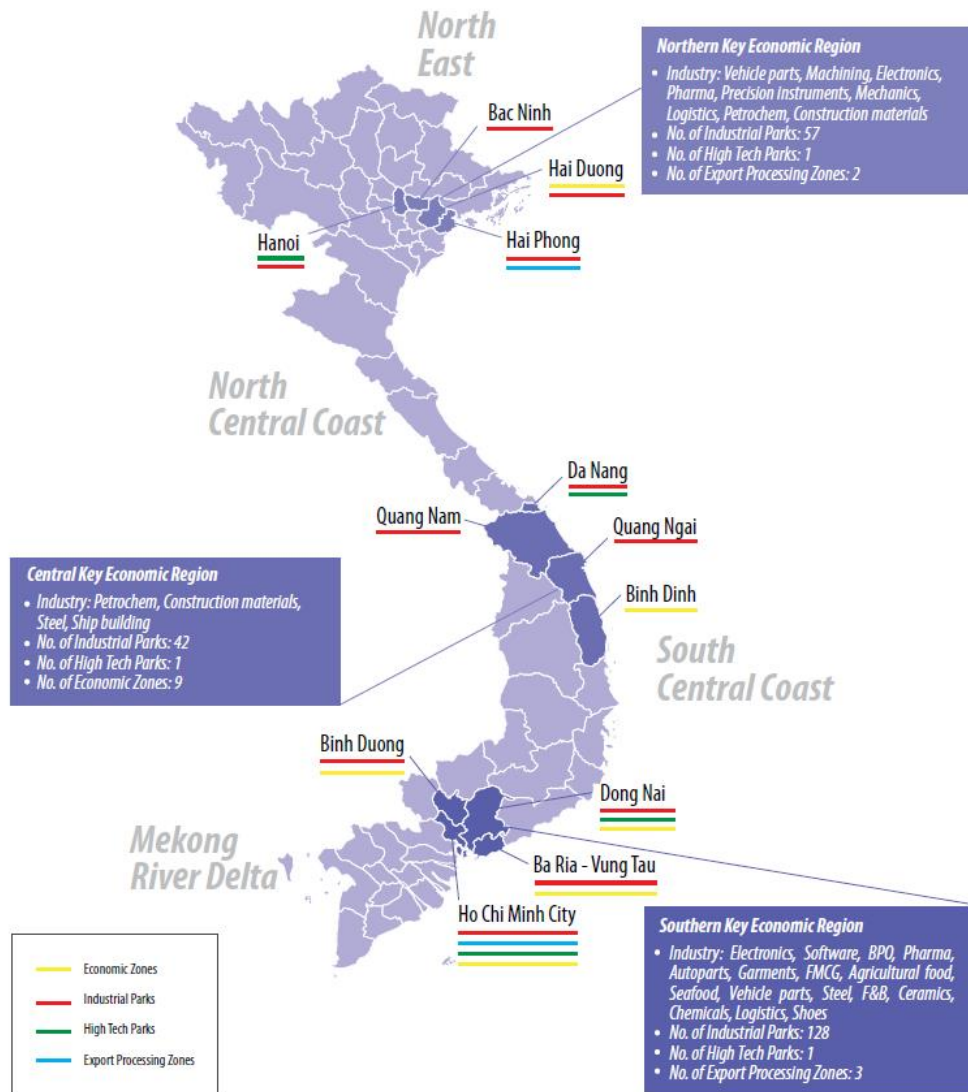 North
East
Northern Key Economic Region
• Industry: Vehicle parts, Machining, Electronics,
Pharma, Precision instruments, Mechanics,
Logistics, Petrochem, Construction materials
• No. of Industrial Parks: 57
• No. of High Tech Parks: 1
• No. of Export Processing Zones: 2
Bac Ninh
Hai Duong
Hanoi
Hai Phong
North
Central Coast
Da Nang
Quang Nam
Quang Ngai
Central Key Economic Region
• Industry: Petrochem, Construction materials,
Steel, Ship building
• No. of Industrial Parks: 42
• No. of High Tech Parks: 1
• No. of Economic Zones: 9
Binh Dinh
South
Central Coast
Binh Duong
Dong Nai
Mekong
River Delta
Ba Ria - Vung Tau
Ho Chi Minh City
Southern Key Economic Region
• Industry: Electronics, Software, BPO, Pharma,
Autoparts, Garments, FMCG, Agricultural food,
Seafood, Vehicle parts, Steel, F&B, Ceramics,
Chemicals, Logistics, Shoes
• No. of Industrial Parks: 128
• No. of High Tech Parks: 1
• No. of Export Processing Zones: 3
Economic Zones
Industrial Parks
High Tech Parks
Export Processing Zones